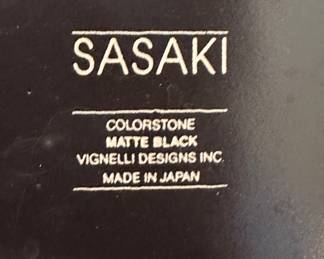 SASAKI
COLORSTONE
MATTE BLACK
VIGNELLI DESIGNS INC.
MADE IN JAPAN